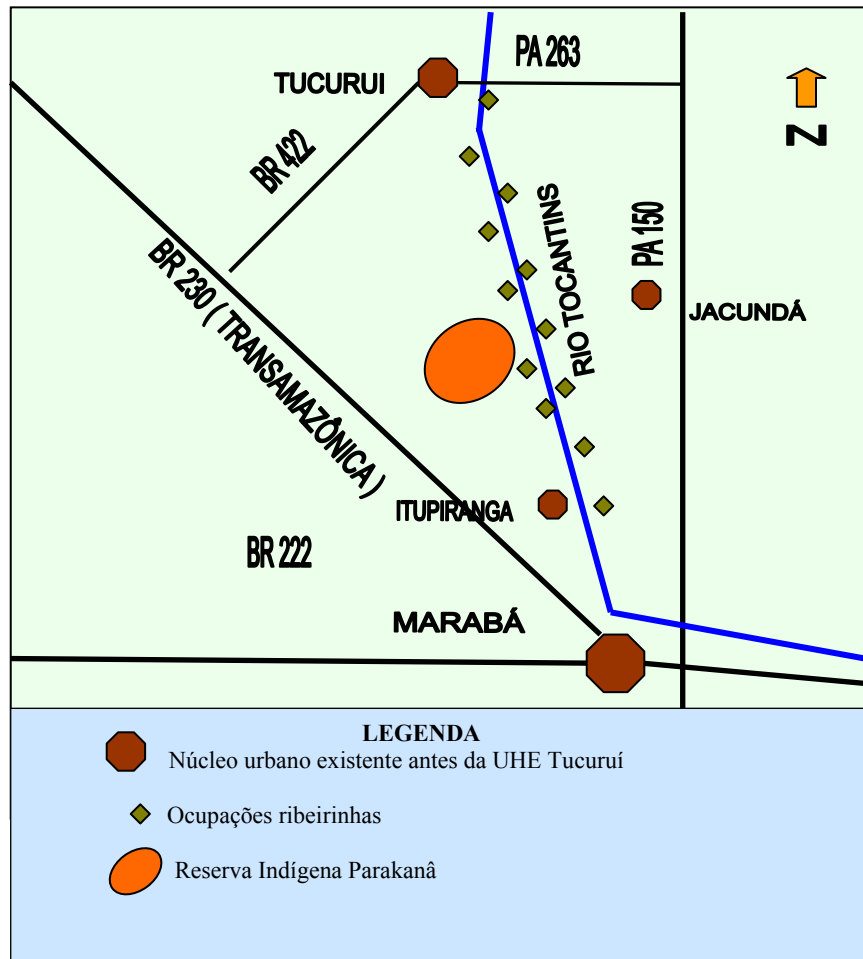 PA 263
TUCURUI
N
BR 422
RIO TOCANTINS
PA 150
BR 230 ( TRANSAMAZÔNICA )
JACUNDÁ
ITUPIRANGA
BR 222
MARABÁ
LEGENDA
Núcleo urbano existente antes da UHE Tucuruí
Ocupações ribeirinhas
Reserva Indígena Parakanâ